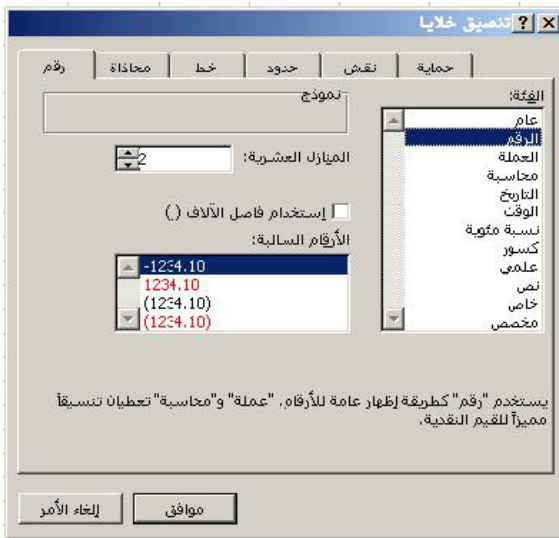 تنسيق خلايا
رقم محاذاة خط حدود نقش حماية
الفئة:
عام
الرقم
العملة
محاسبة
التاريخ
الوقت
نسبة مئوية
كسور
علمي
نص
خاص
مخصص
نموذج
المنازل العشرية: 2
إستخدام فاصل الآلاف ()
الأرقام السالبة:
-1234.10
1234.10
(1234.10)
(1234.10)
يستخدم "رقم" كطريقة إظهار عامة للأرقام. "عملة" و"محاسبة" تعطيان تنسيقاً
مميزاً للقيم النقدية.
موافق
إلغاء الأمر